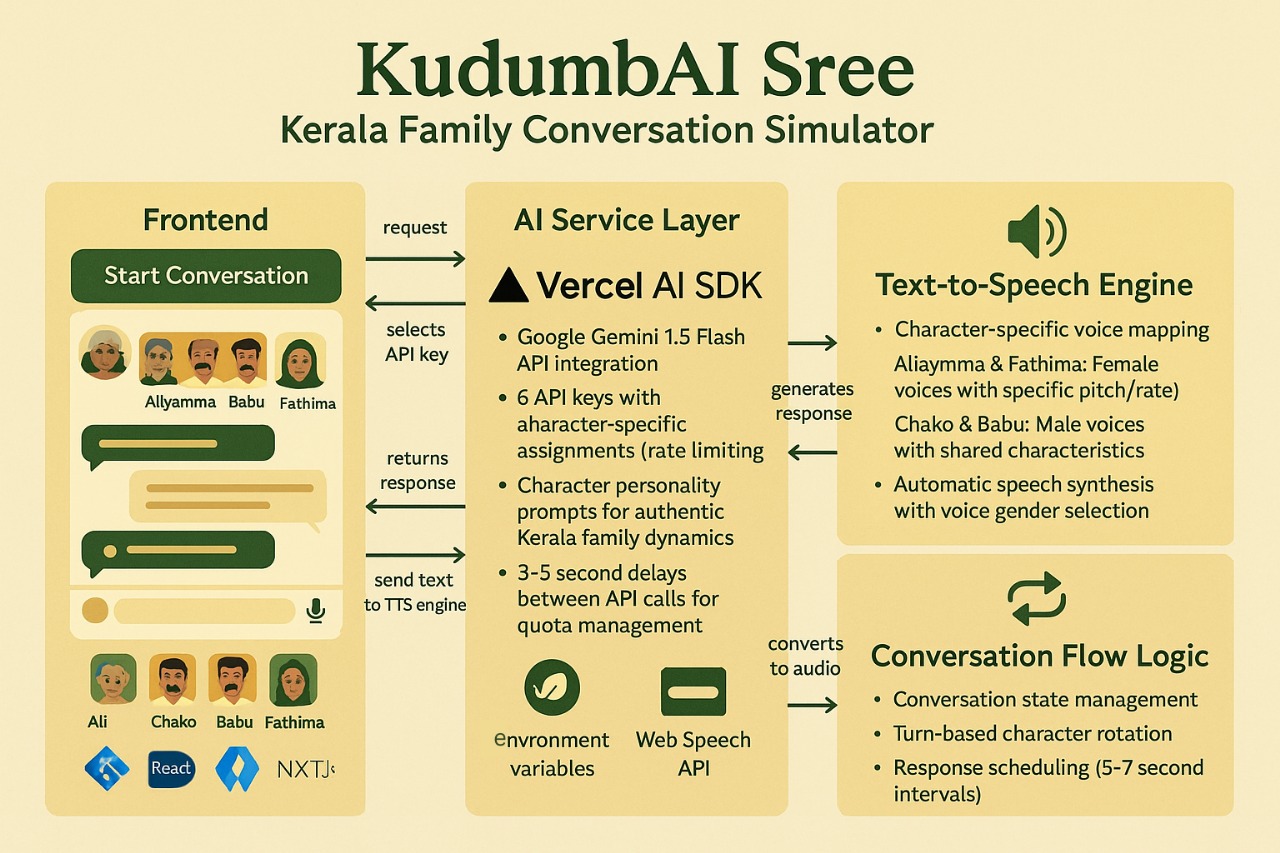 KudumbAI Sree
Kerala Family Conversation Simulator
Frontend
Start Conversation
Allyamma Babu Fathima
Ali Chako Babu Fathima
React NXTJ‹
request
selects
API key
returns
response
send text
to TTS engine
AI Service Layer
Vercel AI SDK
• Google Gemini 1.5 Flash
API integration
• 6 API keys with
aharacter-specific
assignments (rate limiting
• Character personality
prompts for authentic
Kerala family dynamics
• 3-5 second delays
between API calls for
quota management
envronment
variables
Web Speech
API
generates
response
converts
to audio
Text-to-Speech Engine
• Character-specific voice mapping
Aliaymma & Fathima: Female
voices with specific pitch/rate)
Chako & Babu: Male voices
with shared characteristics
• Automatic speech synthesis
with voice gender selection
Conversation Flow Logic
• Conversation state management
• Turn-based character rotation
• Response scheduling (5-7 second
intervals)